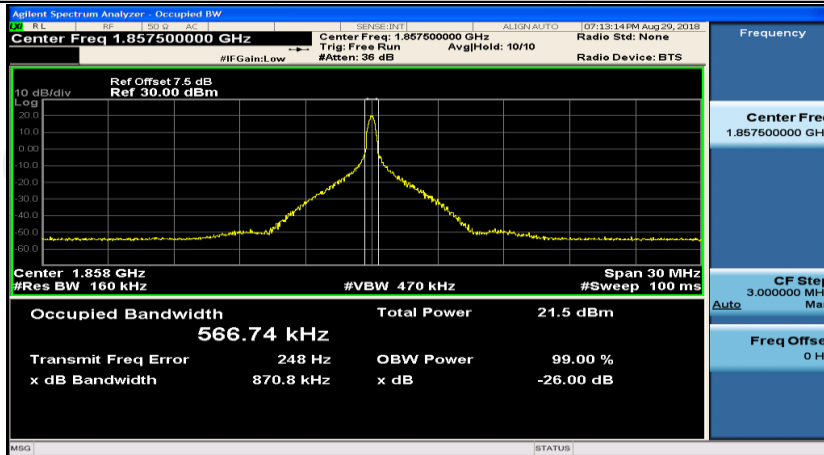 Agilent Spectrum Analyzer - Occupied BW
LXI RL RF 50 Ω AC SENSE:INT ALIGN AUTO 07:13:14 PM Aug 29, 2018
Center Freq 1.857500000 GHz
Center Freq: 1.857500000 GHz Radio Std: None
Trig: Free Run Avg|Hold: 10/10
#IFGain:Low #Atten: 36 dB Radio Device: BTS
Ref Offset 7.5 dB
10 dB/div Ref 30.00 dBm
Log
20.0
10.0
0.00
-10.0
-20.0
-30.0
-40.0
-50.0
-60.0
Center 1.858 GHz Span 30 MHz
#Res BW 160 kHz #VBW 470 kHz #Sweep 100 ms
Occupied Bandwidth Total Power 21.5 dBm
566.74 kHz
Transmit Freq Error 248 Hz OBW Power 99.00 %
x dB Bandwidth 870.8 kHz x dB -26.00 dB
Frequency
Center Fre
1.857500000 GH
CF Step
3.000000 MH
Auto Ma
Freq Offse
0 H
MSG STATUS